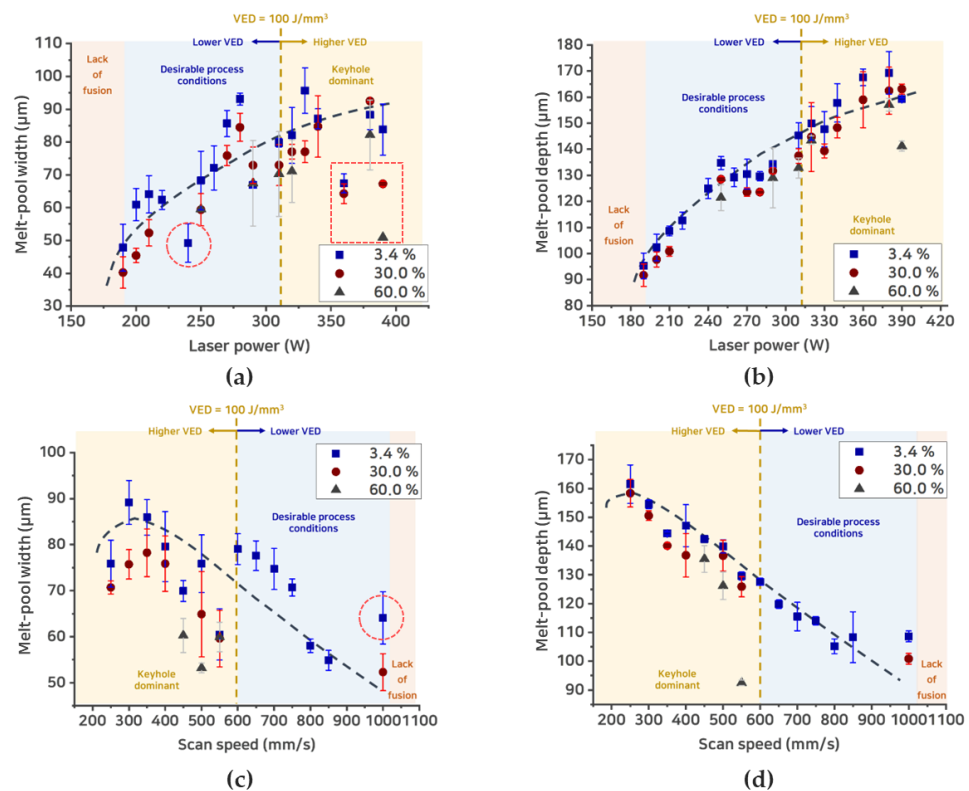 VED = 100 J/mm³
Lower VED
Higher VED
Lack
of
fusion
Desirable process
conditions
Keyhole
dominant
Melt-pool width (μm)
110
100
90
80
70
60
50
40
30
3.4 %
30.0 %
60.0 %
150
200
250
300
350
400
Laser power (W)
(a)
VED = 100 J/mm³
Lower VED
Higher VED
Desirable process
conditions
Lack
of
fusion
Keyhole
dominant
Melt-pool depth (μm)
180
170
160
150
140
130
120
110
100
90
80
3.4 %
30.0 %
60.0 %
150
180
210
240
270
300
330
360
390
420
Laser power (W)
(b)
VED = 100 J/mm³
Higher VED
Lower VED
3.4 %
30.0 %
60.0 %
Desirable process
conditions
Keyhole
dominant
Lack
of
fusion
Melt-pool width (μm)
100
90
80
70
60
50
200
300
400
500
600
700
800
900
1000
1100
Scan speed (mm/s)
(c)
VED = 100 J/mm³
Higher VED
Lower VED
3.4 %
30.0 %
60.0 %
Desirable process
conditions
Keyhole
dominant
Lack
of
fusion
Melt-pool depth (μm)
170
160
150
140
130
120
110
100
90
200
300
400
500
600
700
800
900
1000
1100
Scan speed (mm/s)
(d)